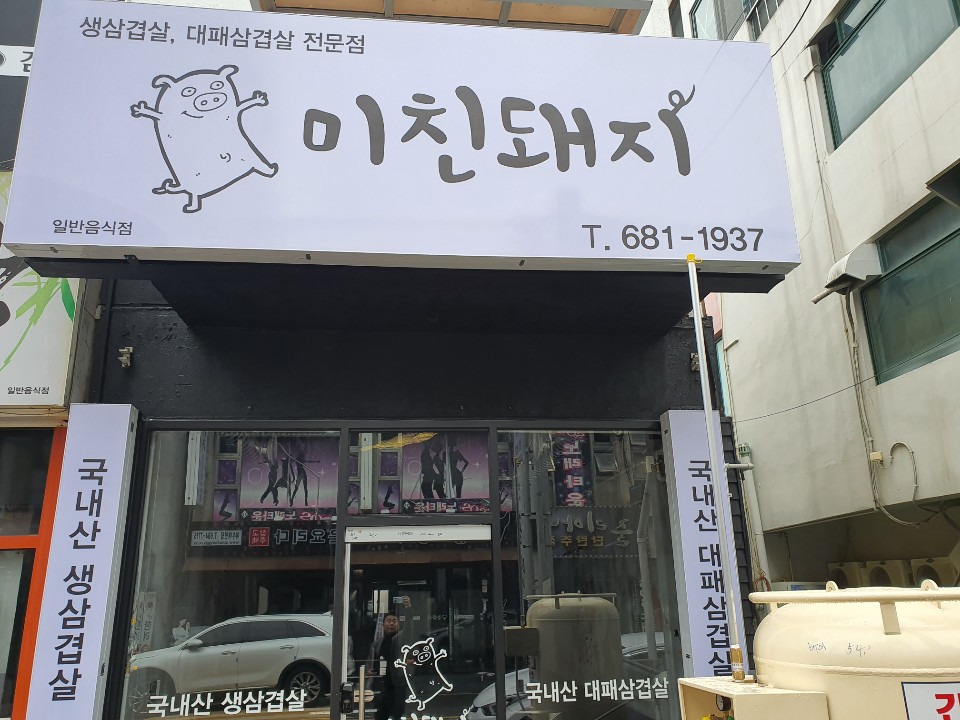 생삼겹살, 대패삼겹살 전문점
미친돼지
일반음식점
T. 681-1937
일반음식점
국내산 생삼겹살
국내산 대패삼겹살
국내산 생삼겹살
국내산 대패삼겹살